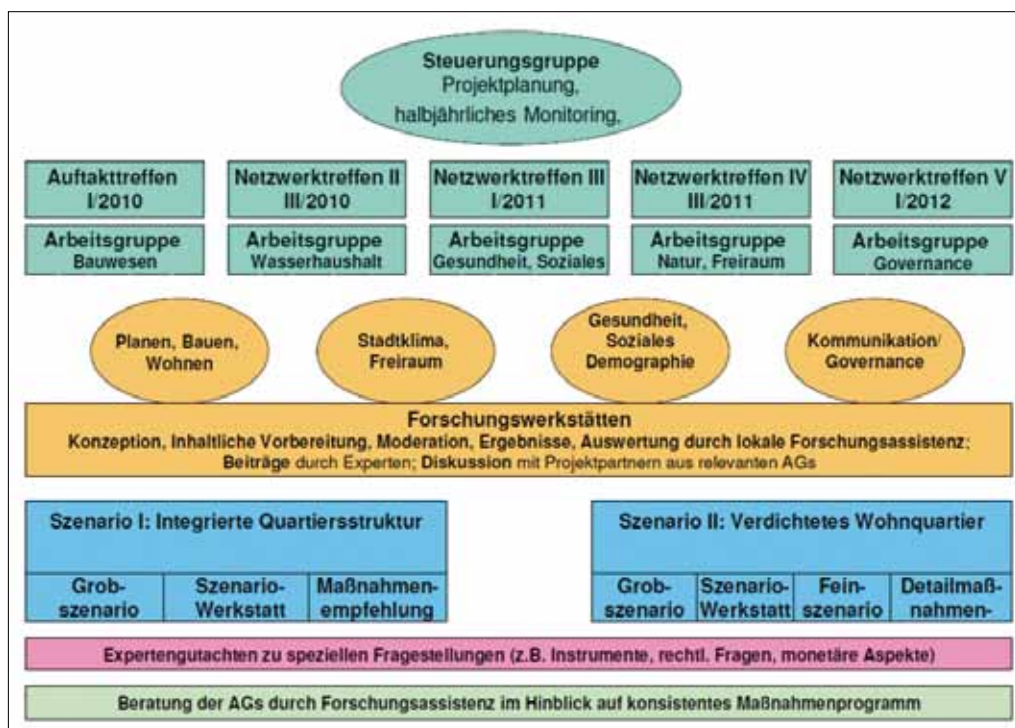 Steuerungsgruppe
Projektplanung,
halbjährliches Monitoring,
Auftakttreffen
I/2010
Netzwerktreffen II
III/2010
Netzwerktreffen III
I/2011
Netzwerktreffen IV
III/2011
Netzwerktreffen V
I/2012
Arbeitsgruppe
Bauwesen
Arbeitsgruppe
Wasserhaushalt
Arbeitsgruppe
Gesundheit, Soziales
Arbeitsgruppe
Natur, Freiraum
Arbeitsgruppe
Governance
Planen, Bauen,
Wohnen
Stadtklima,
Freiraum
Gesundheit,
Soziales
Demographie
Kommunikation/
Governance
Forschungswerkstätten
Konzeption, Inhaltliche Vorbereitung, Moderation, Ergebnisse, Auswertung durch lokale Forschungsassistenz;
Beiträge durch Experten; Diskussion mit Projektpartnern aus relevanten AGs
Szenario I: Integrierte Quartiersstruktur
Grob-
szenario
Szenario-
Werkstatt
Maßnahmen-
empfehlung
Szenario II: Verdichtetes Wohnquartier
Grob-
szenario
Szenario-
Werkstatt
Fein-
szenario
Detailmaß-
nahmen-
Expertengutachten zu speziellen Fragestellungen (z.B. Instrumente, rechtl. Fragen, monetäre Aspekte)
Beratung der AGs durch Forschungsassistenz im Hinblick auf konsistentes Maßnahmenprogramm